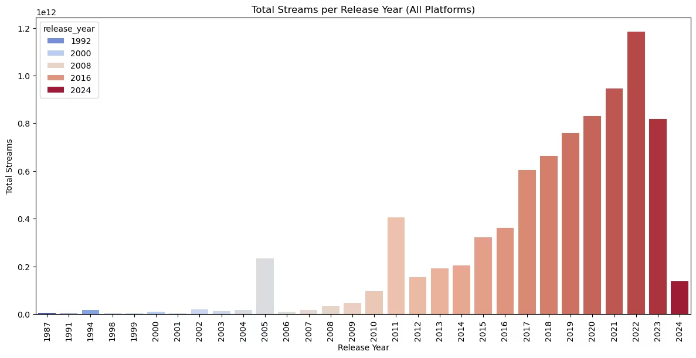 Total Streams per Release Year (All Platforms)
1e12
release_year
1992
2000
2008
2016
2024
1.2
1.0
0.8
0.6
0.4
0.2
0.0
Total Streams
1987 1991 1994 1998 1999 2000 2001 2002 2003 2004 2005 2006 2007 2008 2009 2010 2011 2012 2013 2014 2015 2016 2017 2018 2019 2020 2021 2022 2023 2024
Release Year